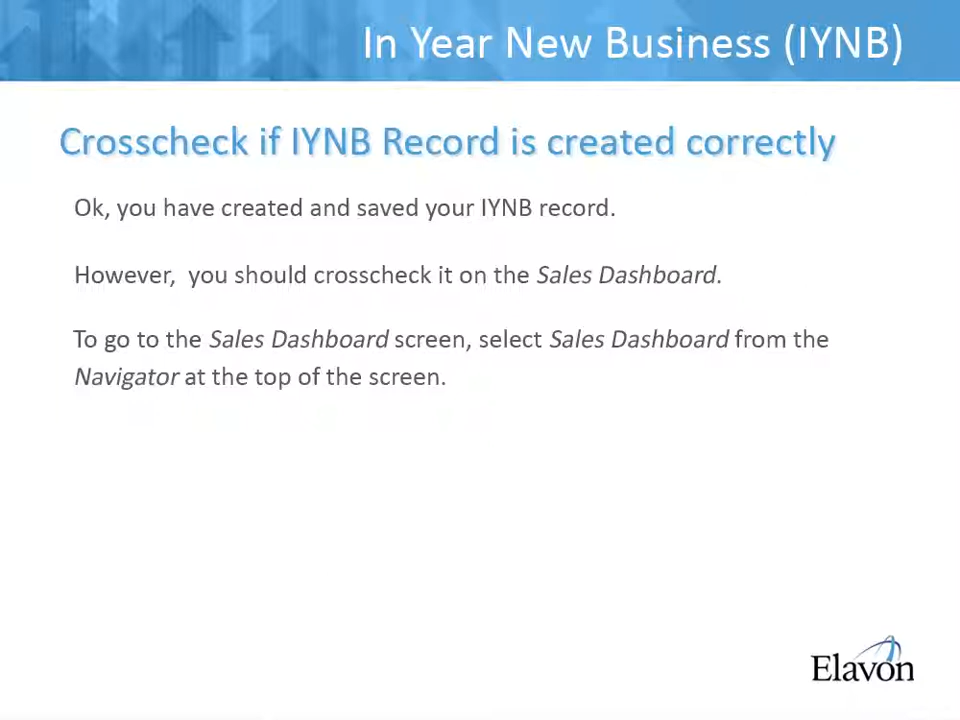 In Year New Business (IYNB)
Crosscheck if IYNB Record is created correctly
Ok, you have created and saved your IYNB record.
However,  you should crosscheck it on the Sales Dashboard.
To go to the Sales Dashboard screen, select Sales Dashboard from the
Navigator at the top of the screen.
Elavon